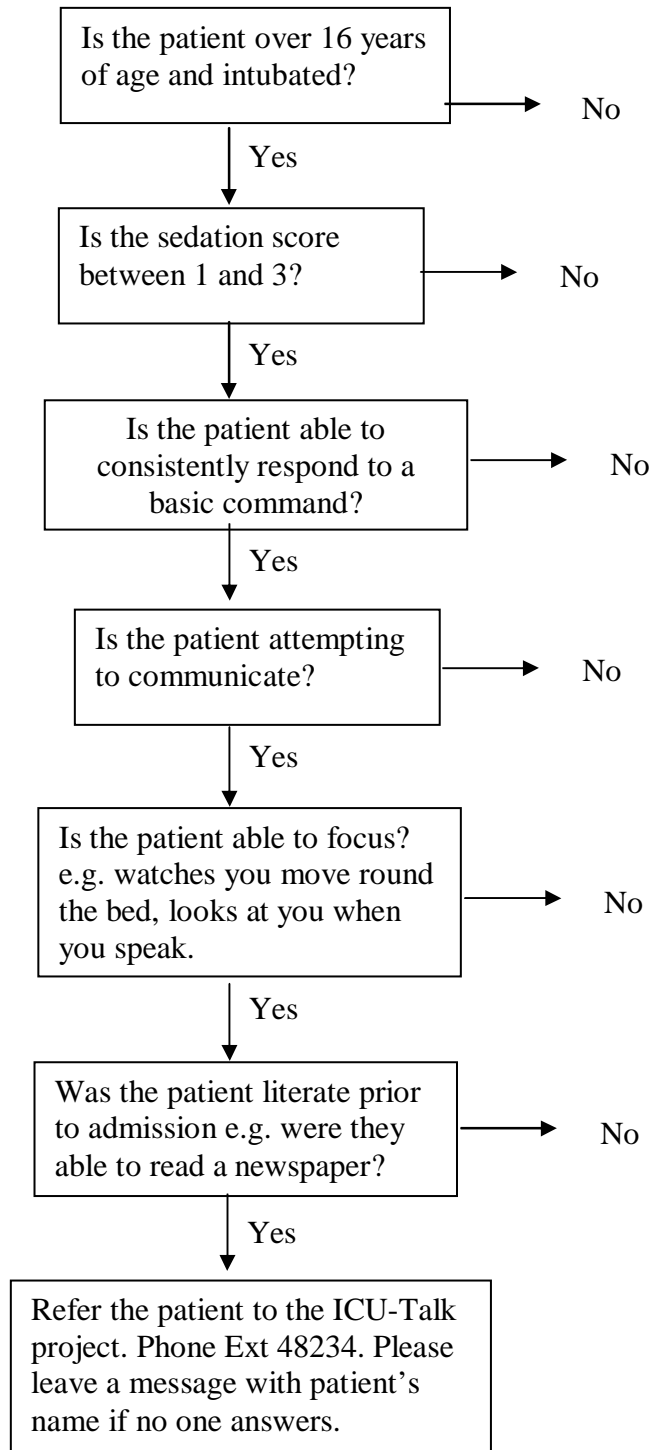 Is the patient over 16 years
of age and intubated?
No
Yes
Is the sedation score
between 1 and 3?
No
Yes
Is the patient able to
consistently respond to a
basic command?
No
Yes
Is the patient attempting
to communicate?
No
Yes
Is the patient able to focus?
e.g. watches you move round
the bed, looks at you when
you speak.
No
Yes
Was the patient literate prior
to admission e.g. were they
able to read a newspaper?
No
Yes
Refer the patient to the ICU-Talk
project. Phone Ext 48234. Please
leave a message with patient's
name if no one answers.